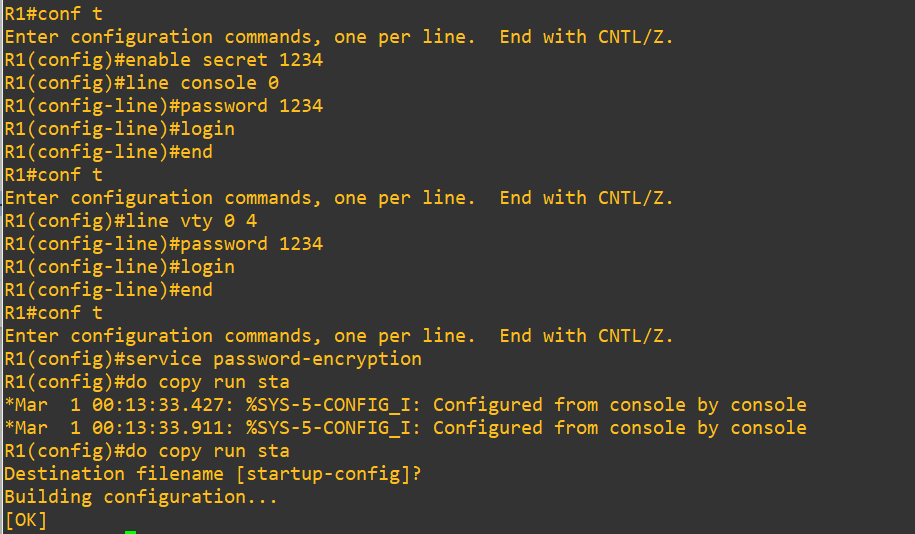 R1#conf t
Enter configuration commands, one per line.  End with CNTL/Z.
R1(config)#enable secret 1234
R1(config)#line console 0
R1(config-line)#password 1234
R1(config-line)#login
R1(config-line)#end
R1#conf t
Enter configuration commands, one per line.  End with CNTL/Z.
R1(config)#line vty 0 4
R1(config-line)#password 1234
R1(config-line)#login
R1(config-line)#end
R1#conf t
Enter configuration commands, one per line.  End with CNTL/Z.
R1(config)#service password-encryption
R1(config)#do copy run sta
*Mar  1 00:13:33.427: %SYS-5-CONFIG_I: Configured from console by console
*Mar  1 00:13:33.911: %SYS-5-CONFIG_I: Configured from console by console
R1(config)#do copy run sta
Destination filename [startup-config]?
Building configuration...
[OK]